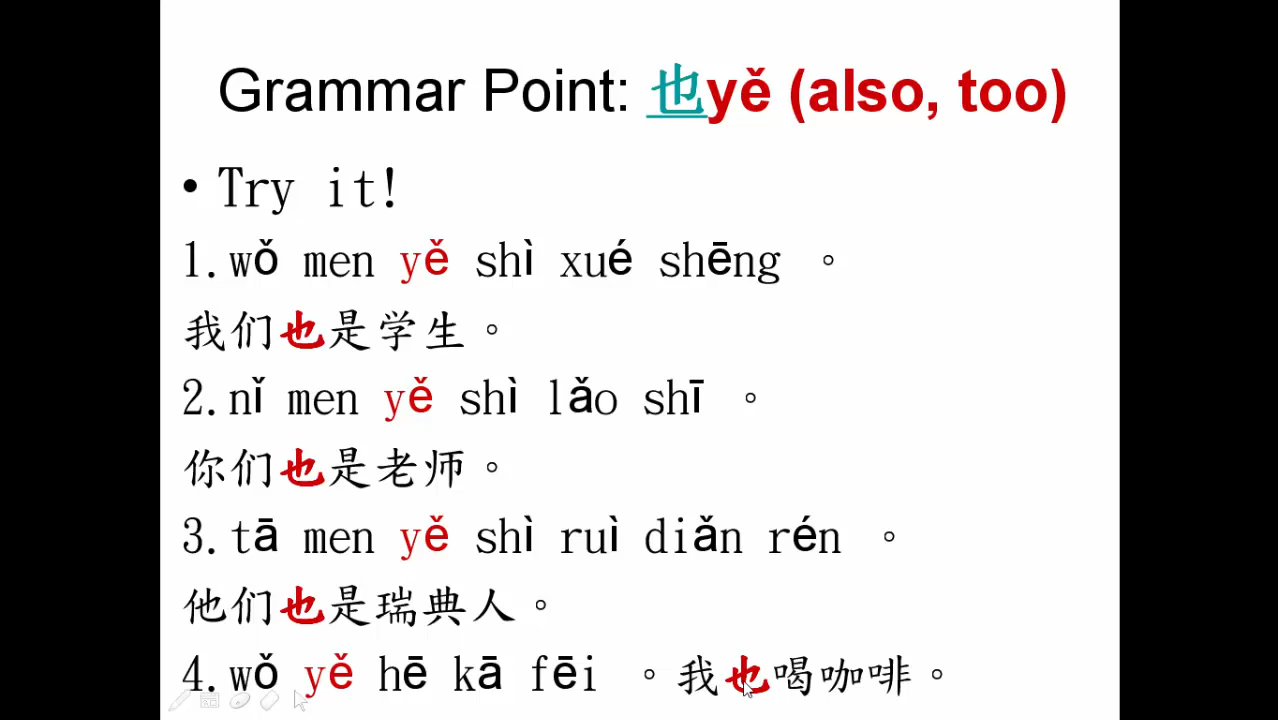 Grammar Point: 也yě (also, too)
• Try it!
1.wǒ men yě shì xué shēng 。
我们也是学生。
2.nǐ men yě shì lǎo shī 。
你们也是老师。
3.tā men yě shì ruì diǎn rén 。
他们也是瑞典人。
4.wǒ yě hē kā fēi 。我也喝咖啡。